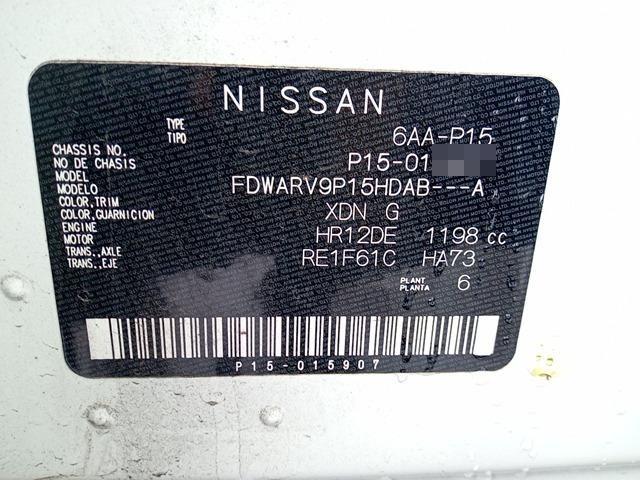 NISSAN
TYPE
TIPO 6AA-P15
CHASSIS NO.
NO DE CHASIS P15-01
MODEL
MODELO FDWARV9P15HDAB---A
COLOR,TRIM
COLOR,GUARNICION XDN G
ENGINE
MOTOR HR12DE 1198 cc
TRANS.,AXLE
TRANS.,EJE RE1F61C HA73
PLANT
PLANTA 6
P15-015907